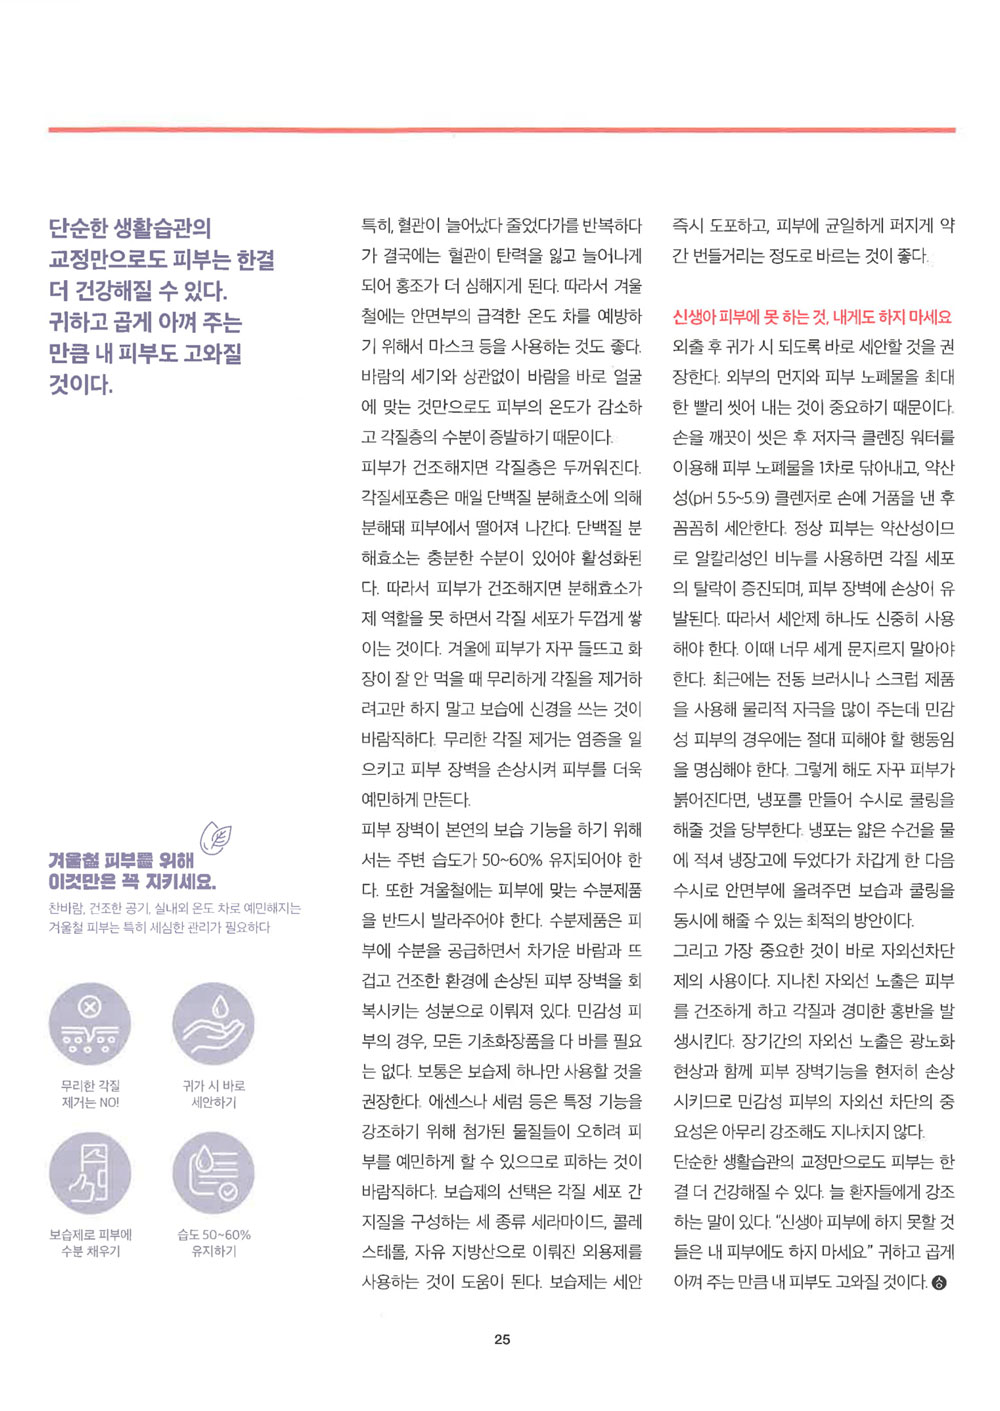 단순한 생활습관의
교정만으로도 피부는 한결
더 건강해질 수 있다.
귀하고 곱게 아껴 주는
만큼 내 피부도 고와질
것이다.
겨울철 피부를 위해
이것만은 꼭 지키세요.
찬바람, 건조한 공기, 실내외 온도 차로 예민해지는
겨울철 피부는 특히 세심한 관리가 필요하다
무리한 각질
제거는 NO!
귀가 시 바로
세안하기
보습제로 피부에
수분 채우기
습도 50~60%
유지하기
특히, 혈관이 늘어났다 줄었다가를 반복하다
가 결국에는 혈관이 탄력을 잃고 늘어나게
되어 홍조가 더 심해지게 된다. 따라서 겨울
철에는 안면부의 급격한 온도 차를 예방하
기 위해서 마스크 등을 사용하는 것도 좋다.
바람의 세기와 상관없이 바람을 바로 얼굴
에 맞는 것만으로도 피부의 온도가 감소하
고 각질층의 수분이 증발하기 때문이다.
피부가 건조해지면 각질층은 두꺼워진다.
각질세포층은 매일 단백질 분해효소에 의해
분해돼 피부에서 떨어져 나간다. 단백질 분
해효소는 충분한 수분이 있어야 활성화된
다. 따라서 피부가 건조해지면 분해효소가
제 역할을 못 하면서 각질 세포가 두껍게 쌓
이는 것이다. 겨울에 피부가 자꾸 들뜨고 화
장이 잘 안 먹을 때 무리하게 각질을 제거하
려고만 하지 말고 보습에 신경을 쓰는 것이
바람직하다. 무리한 각질 제거는 염증을 일
으키고 피부 장벽을 손상시켜 피부를 더욱
예민하게 만든다.
피부 장벽이 본연의 보습 기능을 하기 위해
서는 주변 습도가 50~60% 유지되어야 한
다. 또한 겨울철에는 피부에 맞는 수분제품
을 반드시 발라주어야 한다. 수분제품은 피
부에 수분을 공급하면서 차가운 바람과 뜨
겁고 건조한 환경에 손상된 피부 장벽을 회
복시키는 성분으로 이뤄져 있다. 민감성 피
부의 경우, 모든 기초화장품을 다 바를 필요
는 없다. 보통은 보습제 하나만 사용할 것을
권장한다. 에센스나 세럼 등은 특정 기능을
강조하기 위해 첨가된 물질들이 오히려 피
부를 예민하게 할 수 있으므로 피하는 것이
바람직하다. 보습제의 선택은 각질 세포 간
지질을 구성하는 세 종류 세라마이드, 콜레
스테롤, 자유 지방산으로 이뤄진 외용제를
사용하는 것이 도움이 된다. 보습제는 세안
즉시 도포하고, 피부에 균일하게 퍼지게 약
간 번들거리는 정도로 바르는 것이 좋다.
신생아 피부에 못 하는 것, 내게도 하지 마세요
외출 후 귀가 시 되도록 바로 세안할 것을 권
장한다. 외부의 먼지와 피부 노폐물을 최대
한 빨리 씻어 내는 것이 중요하기 때문이다.
손을 깨끗이 씻은 후 저자극 클렌징 워터를
이용해 피부 노폐물을 1차로 닦아내고, 약산
성(pH 5.5~5.9) 클렌저로 손에 거품을 낸 후
꼼꼼히 세안한다. 정상 피부는 약산성이므
로 알칼리성인 비누를 사용하면 각질 세포
의 탈락이 증진되며, 피부 장벽에 손상이 유
발된다. 따라서 세안제 하나도 신중히 사용
해야 한다. 이때 너무 세게 문지르지 말아야
한다. 최근에는 전동 브러시나 스크럽 제품
을 사용해 물리적 자극을 많이 주는데 민감
성 피부의 경우에는 절대 피해야 할 행동임
을 명심해야 한다. 그렇게 해도 자꾸 피부가
붉어진다면, 냉포를 만들어 수시로 쿨링을
해줄 것을 당부한다. 냉포는 얇은 수건을 물
에 적셔 냉장고에 두었다가 차갑게 한 다음
수시로 안면부에 올려주면 보습과 쿨링을
동시에 해줄 수 있는 최적의 방안이다.
그리고 가장 중요한 것이 바로 자외선차단
제의 사용이다. 지나친 자외선 노출은 피부
를 건조하게 하고 각질과 경미한 홍반을 발
생시킨다. 장기간의 자외선 노출은 광노화
현상과 함께 피부 장벽기능을 현저히 손상
시키므로 민감성 피부의 자외선 차단의 중
요성은 아무리 강조해도 지나치지 않다.
단순한 생활습관의 교정만으로도 피부는 한
결 더 건강해질 수 있다. 늘 환자들에게 강조
하는 말이 있다. “신생아 피부에 하지 못할 것
들은 내 피부에도 하지 마세요.” 귀하고 곱게
아껴 주는 만큼 내 피부도 고와질 것이다.
25